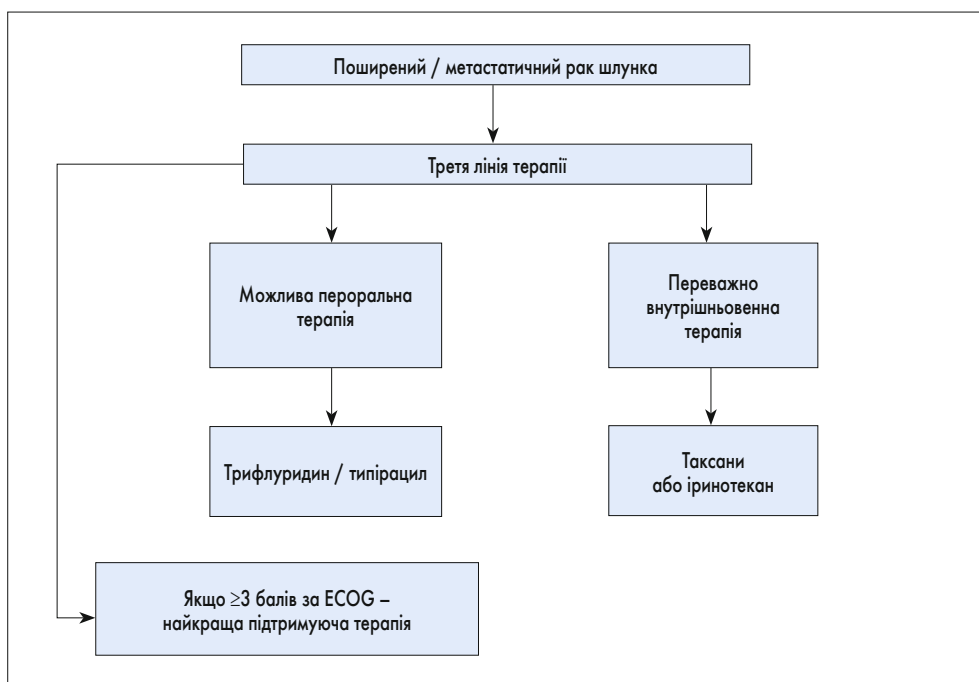 Поширений / метастатичний рак шлунка
Третя лінія терапії
Можлива пероральна
терапія
Переважно
внутрішньовенна
терапія
Трифлуридин / типірацил
Таксани
або іринотекан
Якщо ≥3 балів за ECOG –
найкраща підтримуюча терапія